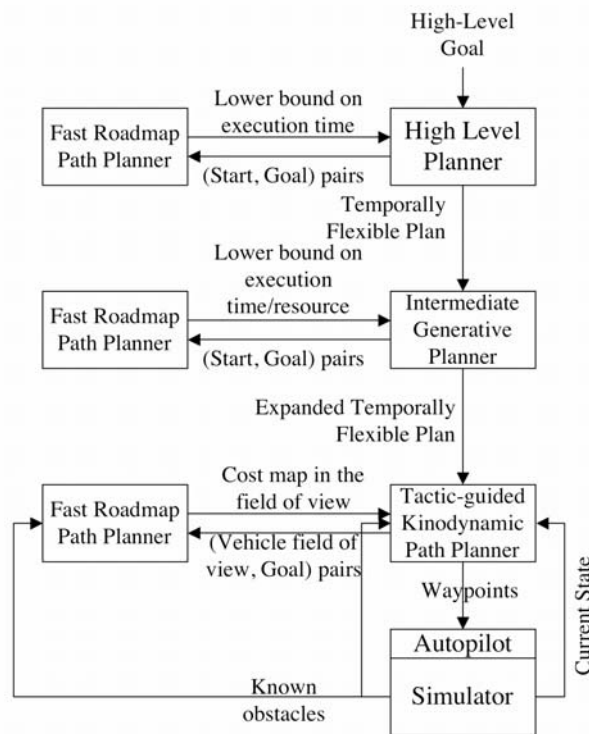 High-Level
Goal
Fast Roadmap
Path Planner
Lower bound on
execution time
(Start, Goal) pairs
High Level
Planner
Temporally
Flexible Plan
Lower bound on
execution
time/resource
Fast Roadmap
Path Planner
(Start, Goal) pairs
Intermediate
Generative
Planner
Expanded Temporally
Flexible Plan
Cost map in the
field of view
Fast Roadmap
Path Planner
(Vehicle field of
view, Goal) pairs
Tactic-guided
Kinodynamic
Path Planner
Waypoints
Current State
Autopilot
Simulator
Known
obstacles